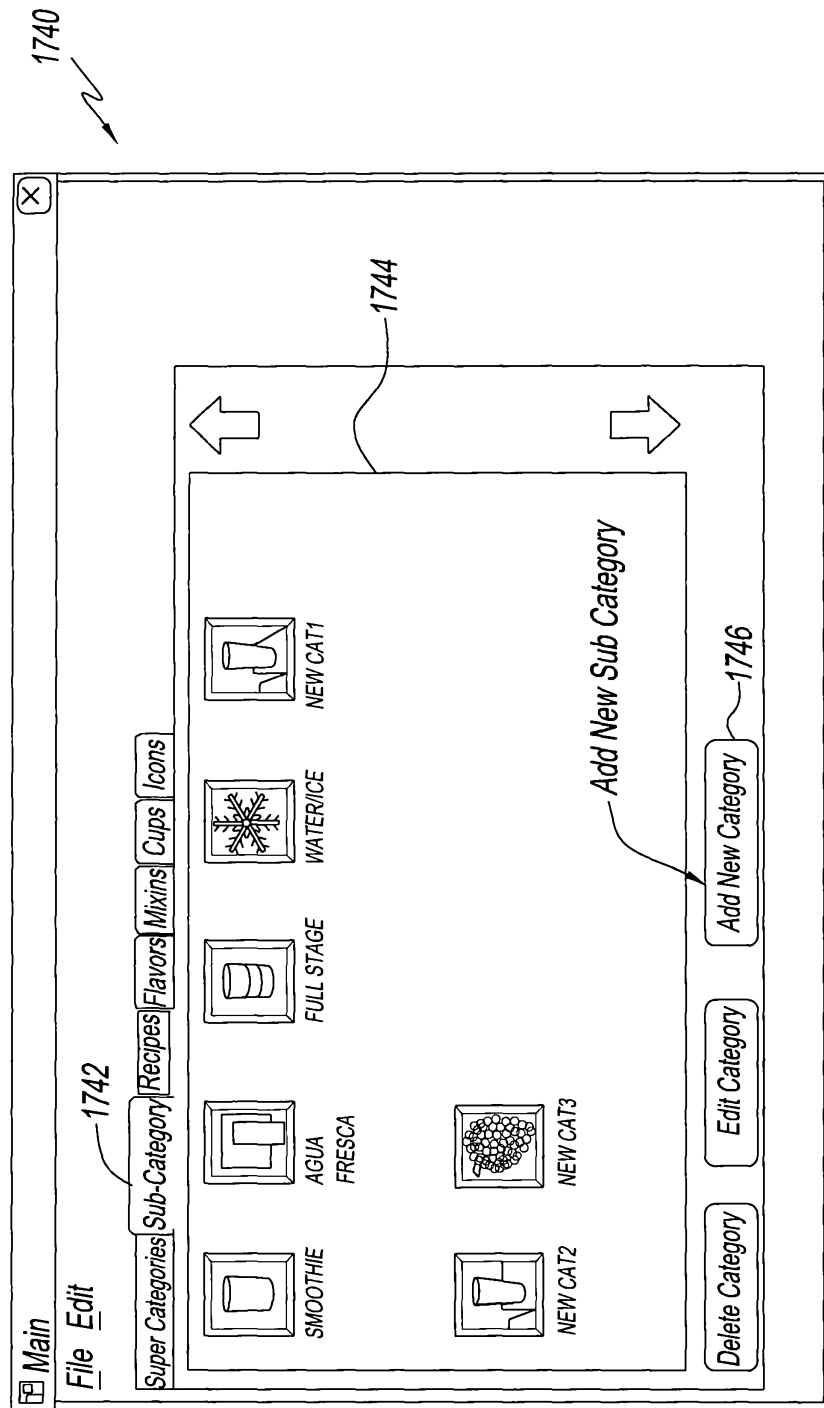 1740
Main
File Edit
1742
Super Categories Sub-Category Recipes Flavors Mixins Cups Icons
1744
SMOOTHIE
AGUA
FRESCA
FULL STAGE
WATER/ICE
NEW CAT1
NEW CAT2
NEW CAT3
Add New Sub Category
Delete Category
Edit Category
Add New Category
1746